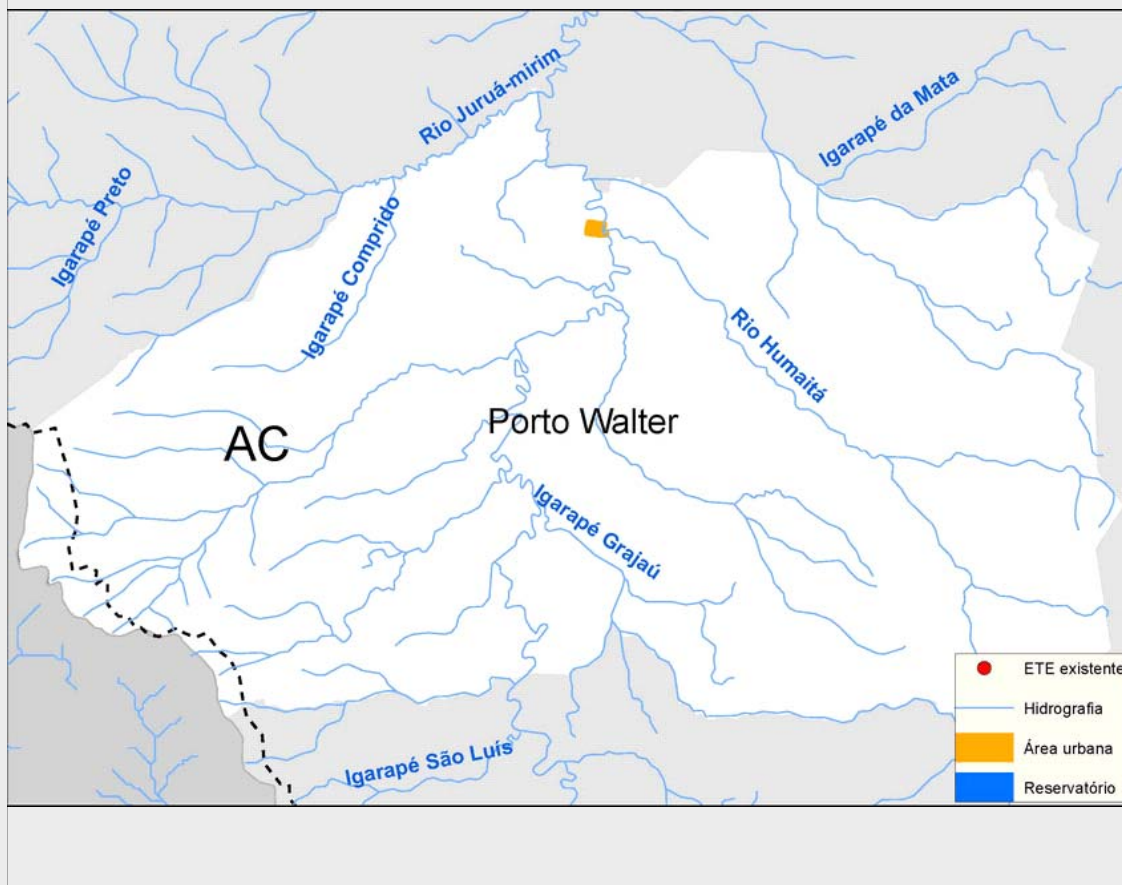 Rio Juruá-mirim
Igarapé da Mata
Igarapé Preto
Igarapé Comprido
Rio Humaitá
AC
Porto Walter
Igarapé Grajaú
Igarapé São Luís
ETE existente
Hidrografia
Área urbana
Reservatório